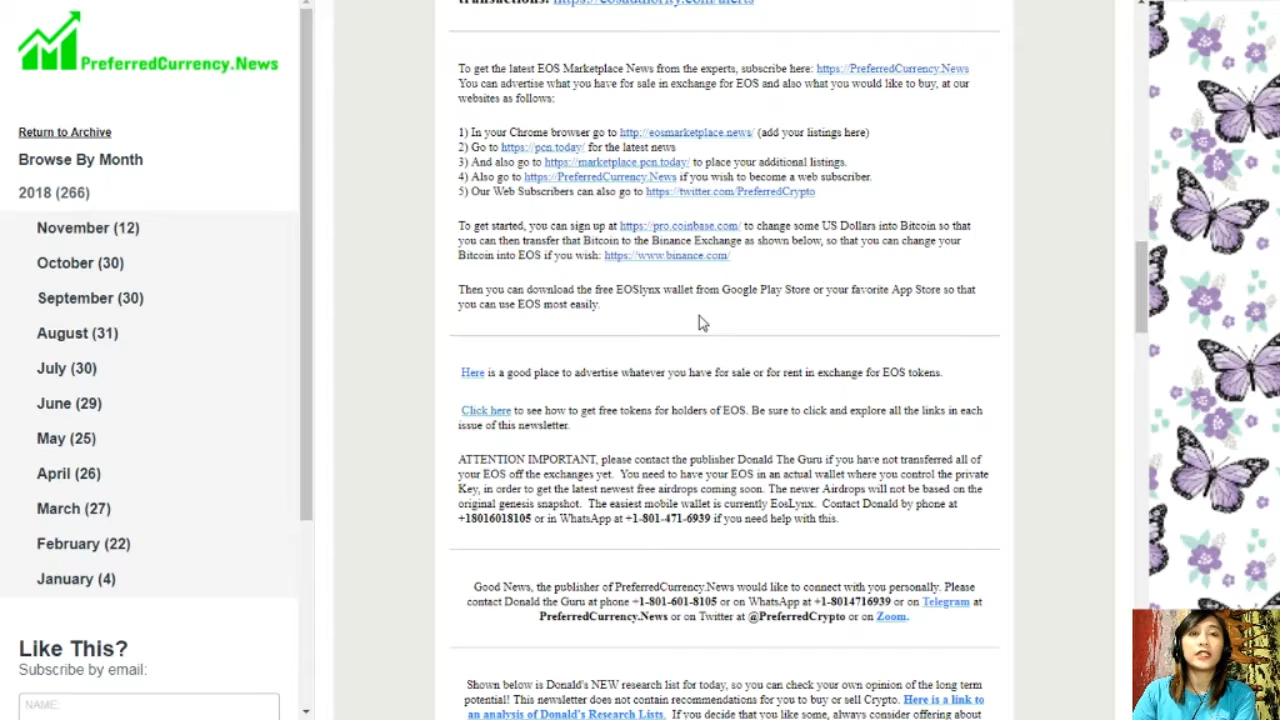 transactions: https://eosauthority.com/alerts
PreferredCurrency.News
Return to Archive
Browse By Month
2018 (266)
November (12)
October (30)
September (30)
August (31)
July (30)
June (29)
May (25)
April (26)
March (27)
February (22)
January (4)
Like This?
Subscribe by email:
NAME:
To get the latest EOS Marketplace News from the experts, subscribe here: https://PreferredCurrency.News
You can advertise what you have for sale in exchange for EOS and also what you would like to buy, at our
websites as follows:
1) In your Chrome browser go to http://eosmarketplace.news/ (add your listings here)
2) Go to https://pcn.today/ for the latest news
3) And also go to https://marketplace.pcn.today/ to place your additional listings.
4) Also go to https://PreferredCurrency.News if you wish to become a web subscriber.
5) Our Web Subscribers can also go to https://twitter.com/PreferredCrypto
To get started, you can sign up at https://pro.coinbase.com/ to change some US Dollars into Bitcoin so that
you can then transfer that Bitcoin to the Binance Exchange as shown below, so that you can change your
Bitcoin into EOS if you wish: https://www.binance.com/
Then you can download the free EOSlynx wallet from Google Play Store or your favorite App Store so that
you can use EOS most easily.
Here is a good place to advertise whatever you have for sale or for rent in exchange for EOS tokens.
Click here to see how to get free tokens for holders of EOS. Be sure to click and explore all the links in each
issue of this newsletter.
ATTENTION IMPORTANT, please contact the publisher Donald The Guru if you have not transferred all of
your EOS off the exchanges yet. You need to have your EOS in an actual wallet where you control the private
Key, in order to get the latest newest free airdrops coming soon. The newer Airdrops will not be based on the
original genesis snapshot. The easiest mobile wallet is currently EosLynx. Contact Donald by phone at
+18016018105 or in WhatsApp at +1-801-471-6939 if you need help with this.
Good News, the publisher of PreferredCurrency.News would like to connect with you personally. Please
contact Donald the Guru at phone +1-801-601-8105 or on WhatsApp at +1-8014716939 or on Telegram at
PreferredCurrency.News or on Twitter at @PreferredCrypto or on Zoom.
Shown below is Donald's NEW research list for today, so you can check your own opinion of the long term
potential! This newsletter does not contain recommendations for you to buy or sell Crypto. Here is a link to
an analysis of Donald's Research Lists. If you decide that you like some, always consider offering about